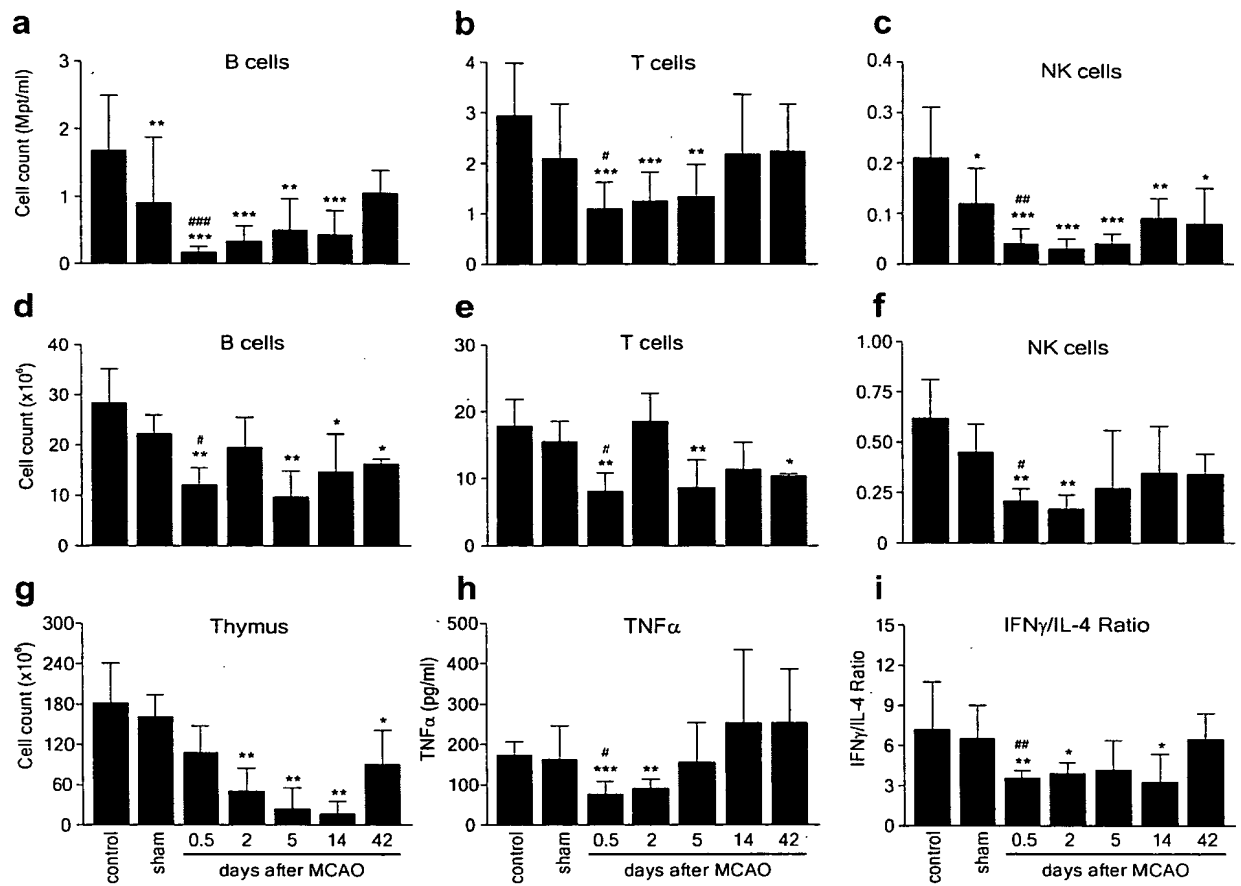 a
B cells
Cell count (Mpt/ml)
3
2
1
0
**
###
***
***
**
***
b
T cells
4
3
2
1
0
#
***
***
**
c
NK cells
0.4
0.3
0.2
0.1
0
*
##
***
***
***
**
*
d
B cells
Cell count (x10⁶)
40
30
20
10
0
#
**
**
*
*
e
T cells
30
20
10
0
#
**
**
*
f
NK cells
1.00
0.75
0.50
0.25
0
#
**
**
g
Thymus
Cell count (x10⁶)
300
240
180
120
60
0
**
**
**
*
control
sham
0.5 2 5 14 42
days after MCAO
h
TNFα
TNFα (pg/ml)
500
400
300
200
100
0
#
***
**
control
sham
0.5 2 5 14 42
days after MCAO
i
IFNγ/IL-4 Ratio
IFNγ/IL-4 Ratio
15
12
9
6
3
0
##
**
*
*
control
sham
0.5 2 5 14 42
days after MCAO